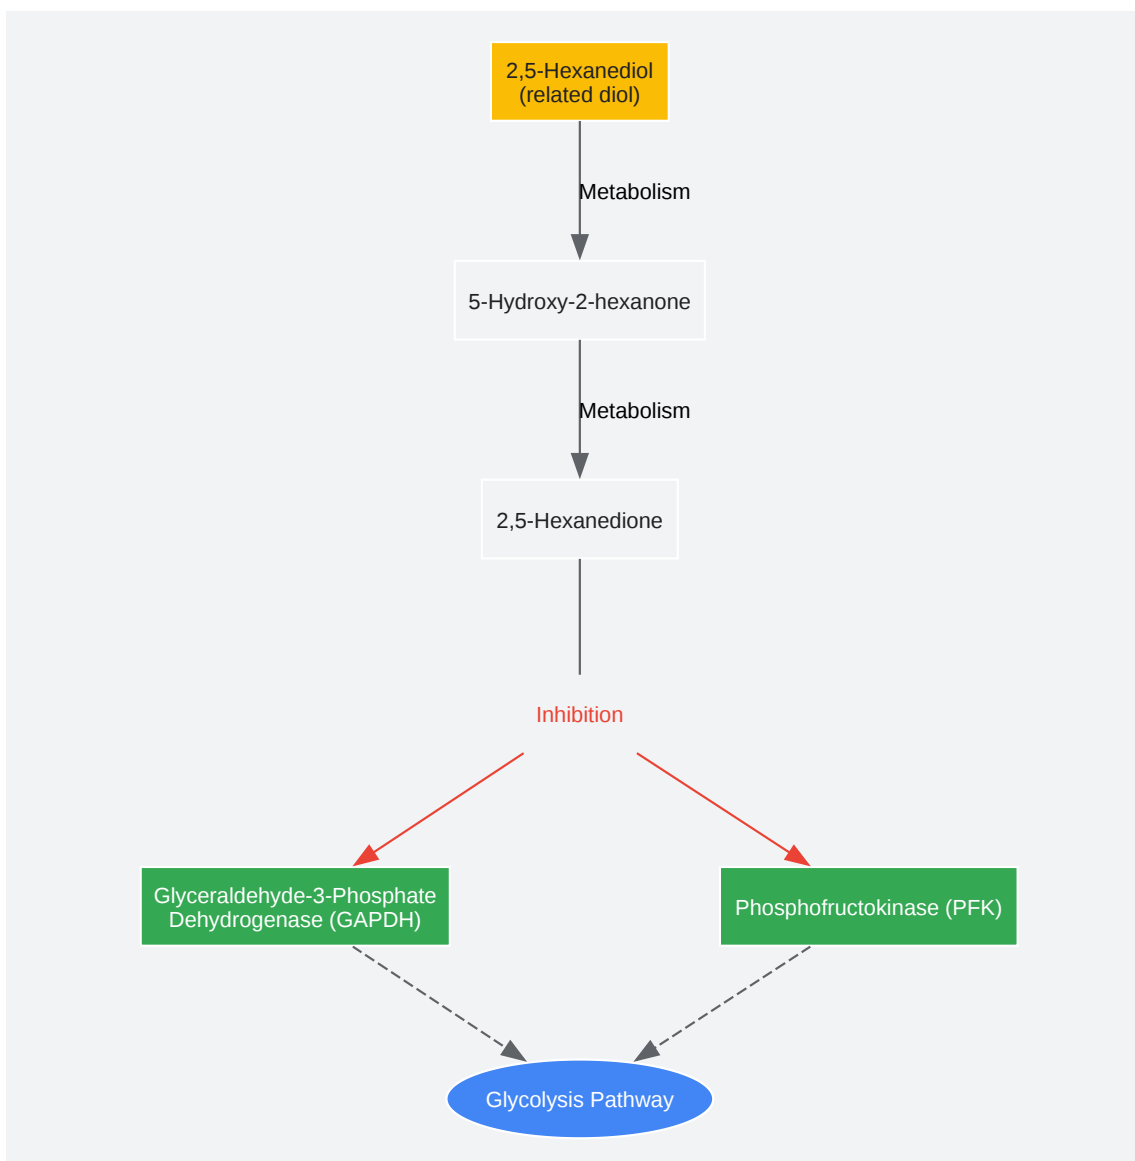 2,5-Hexanediol
(related diol)
Metabolism
5-Hydroxy-2-hexanone
Metabolism
2,5-Hexanedione
Inhibition
Glyceraldehyde-3-Phosphate
Dehydrogenase (GAPDH)
Phosphofructokinase (PFK)
Glycolysis Pathway